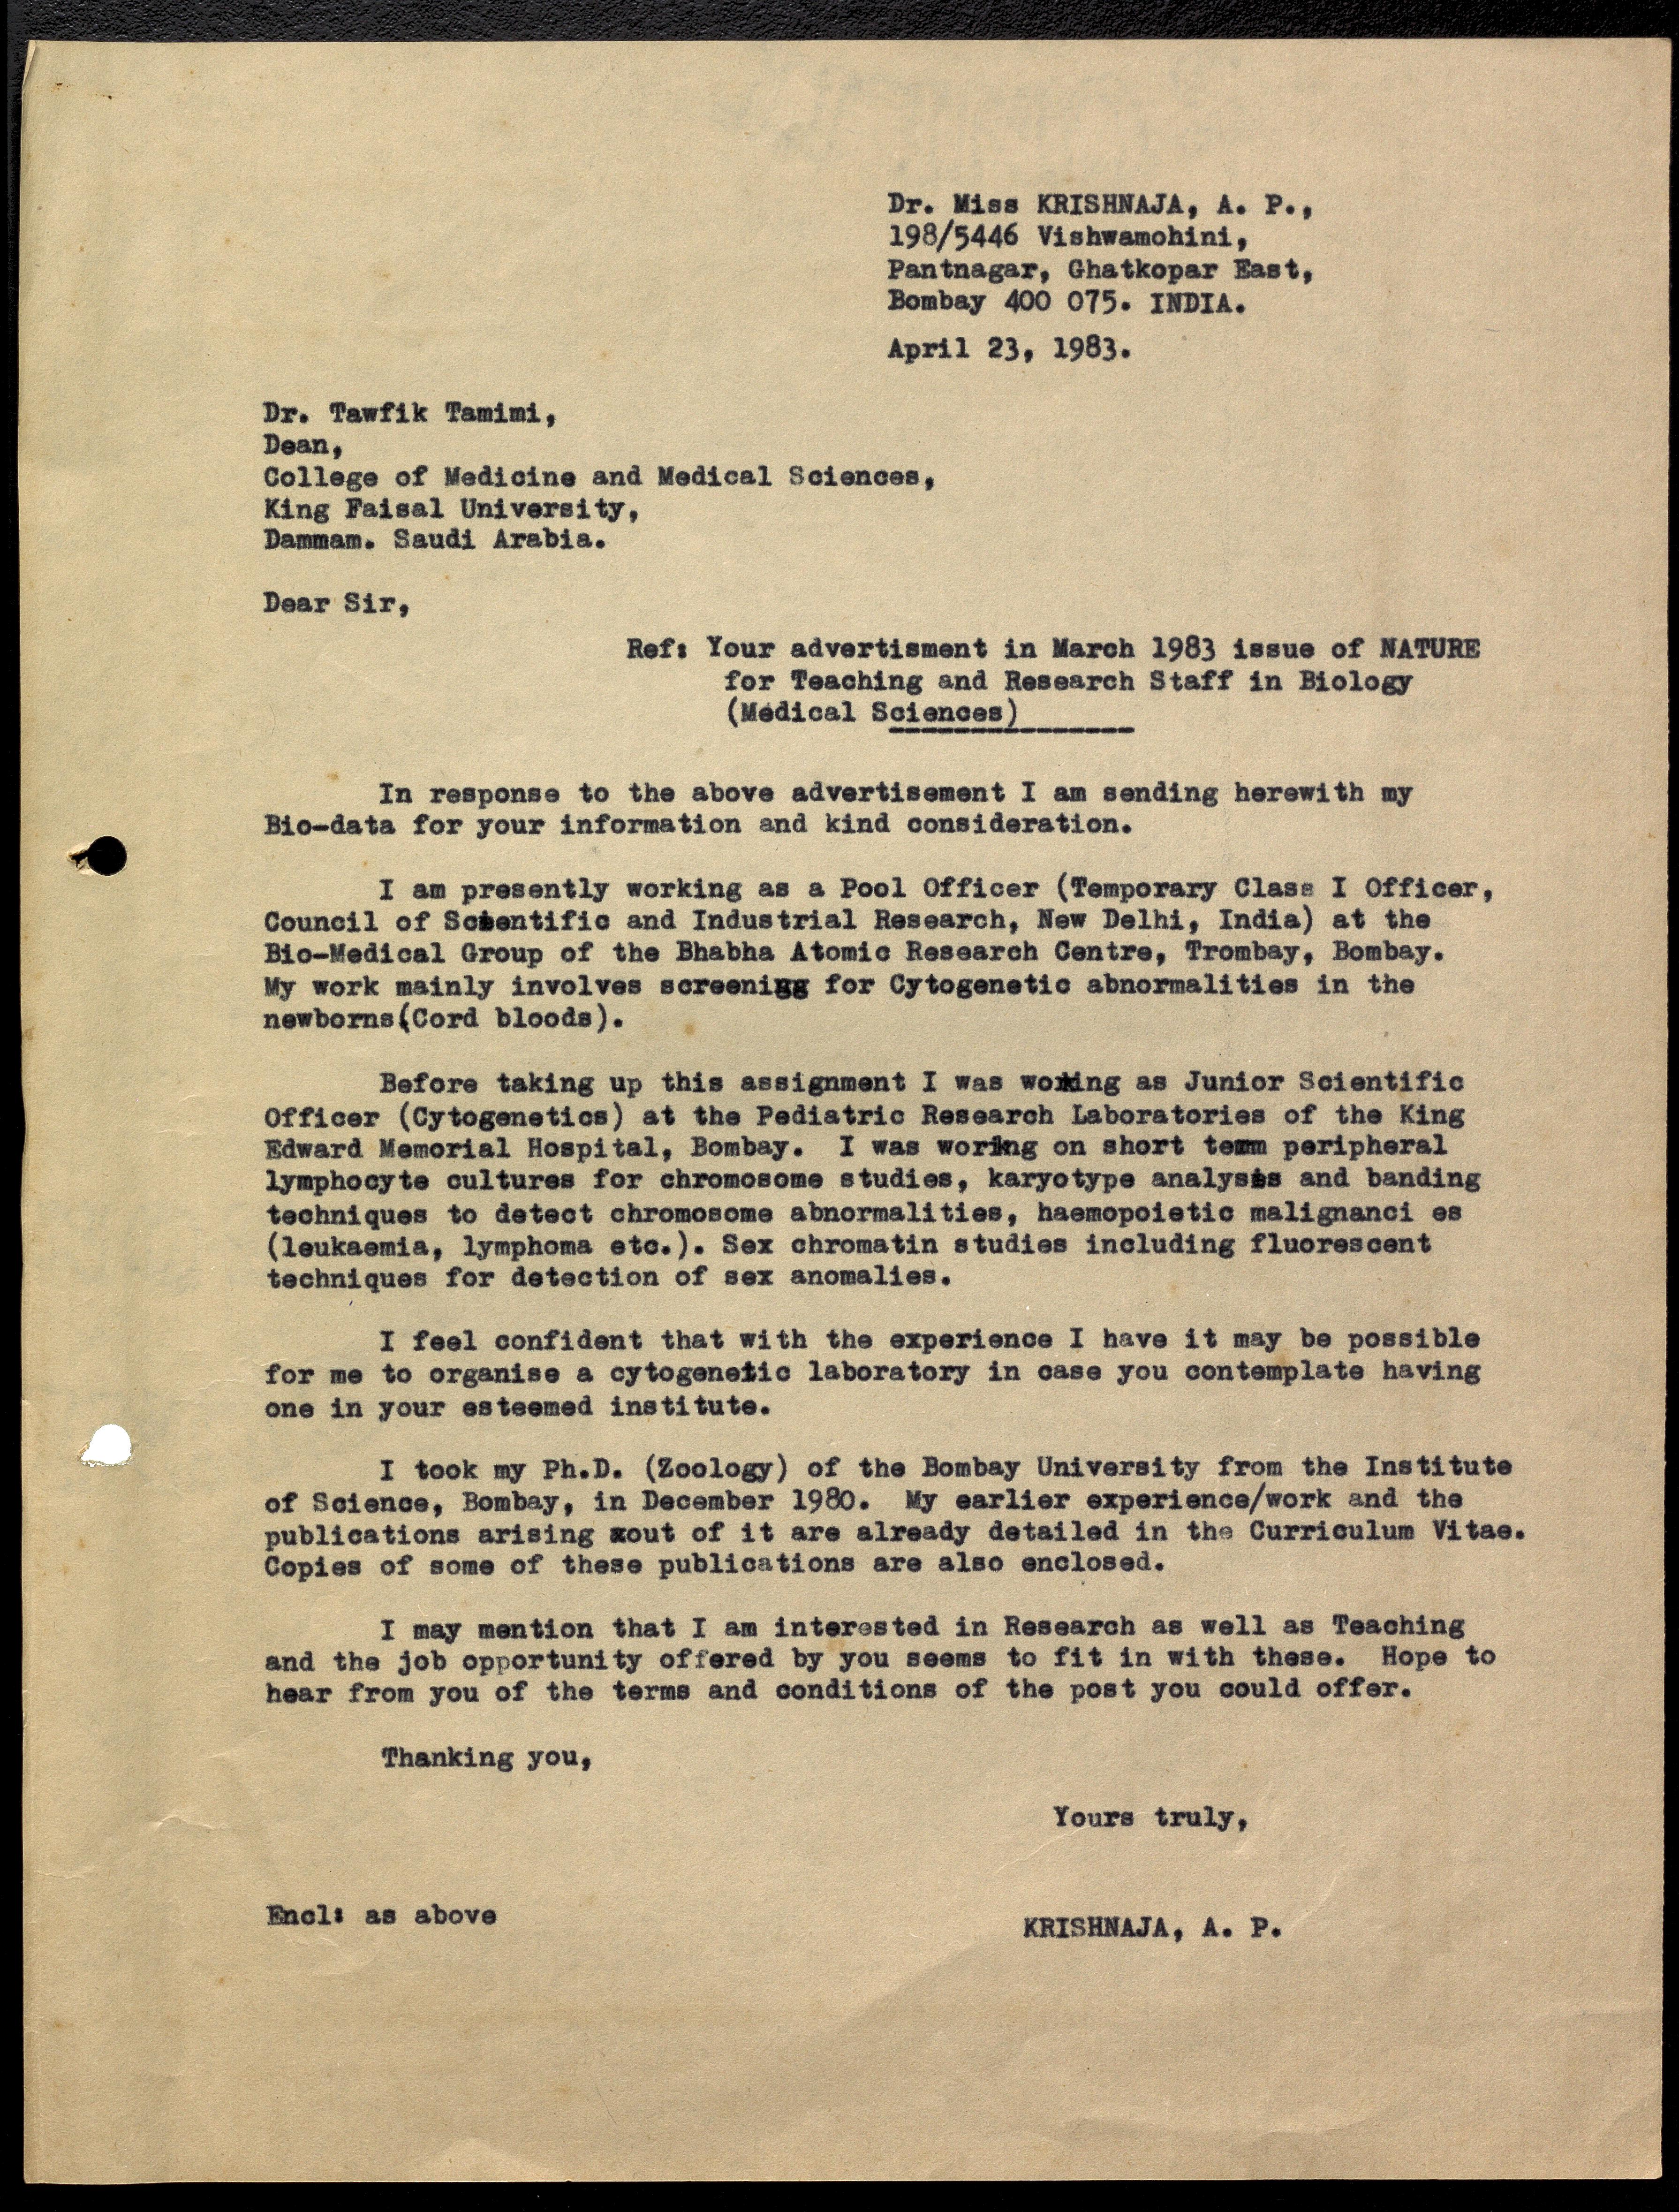 Dr. Miss KRISHNAJA, A. P.,
198/5446 Vishwamohini,
Pantnagar, Ghatkopar East,
Bombay 400 075. INDIA.
April 23, 1983.
Dr. Tawfik Tamimi,
Dean,
College of Medicine and Medical Sciences,
King Faisal University,
Dammam. Saudi Arabia.
Dear Sir,
Ref: Your advertisment in March 1983 issue of NATURE
for Teaching and Research Staff in Biology
(Medical Sciences)
In response to the above advertisement I am sending herewith my
Bio-data for your information and kind consideration.
I am presently working as a Pool Officer (Temporary Class I Officer,
Council of Scientific and Industrial Research, New Delhi, India) at the
Bio-Medical Group of the Bhabha Atomic Research Centre, Trombay, Bombay.
My work mainly involves screening for Cytogenetic abnormalities in the
newborns(Cord bloods).
Before taking up this assignment I was working as Junior Scientific
Officer (Cytogenetics) at the Pediatric Research Laboratories of the King
Edward Memorial Hospital, Bombay. I was woring on short term peripheral
lymphocyte cultures for chromosome studies, karyotype analysis and banding
techniques to detect chromosome abnormalities, haemopoietic malignanci es
(leukaemia, lymphoma etc.). Sex chromatin studies including fluorescent
techniques for detection of sex anomalies.
I feel confident that with the experience I have it may be possible
for me to organise a cytogenetic laboratory in case you contemplate having
one in your esteemed institute.
I took my Ph.D. (Zoology) of the Bombay University from the Institute
of Science, Bombay, in December 1980. My earlier experience/work and the
publications arising xout of it are already detailed in the Curriculum Vitae.
Copies of some of these publications are also enclosed.
I may mention that I am interested in Research as well as Teaching
and the job opportunity offered by you seems to fit in with these. Hope to
hear from you of the terms and conditions of the post you could offer.
Thanking you,
Yours truly,
Encl: as above
KRISHNAJA, A. P.